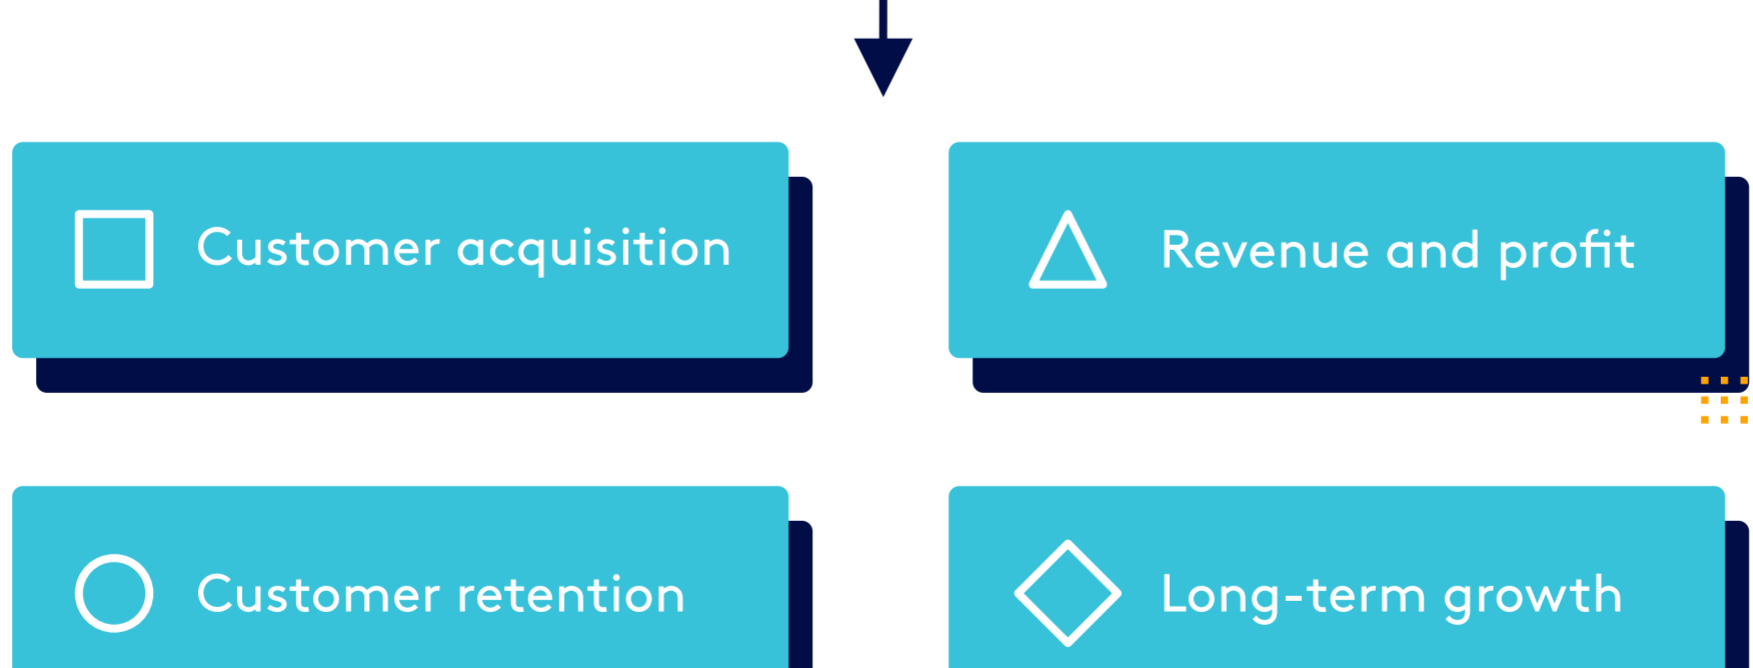 Customer acquisition
Revenue and profit
Customer retention
Long-term growth